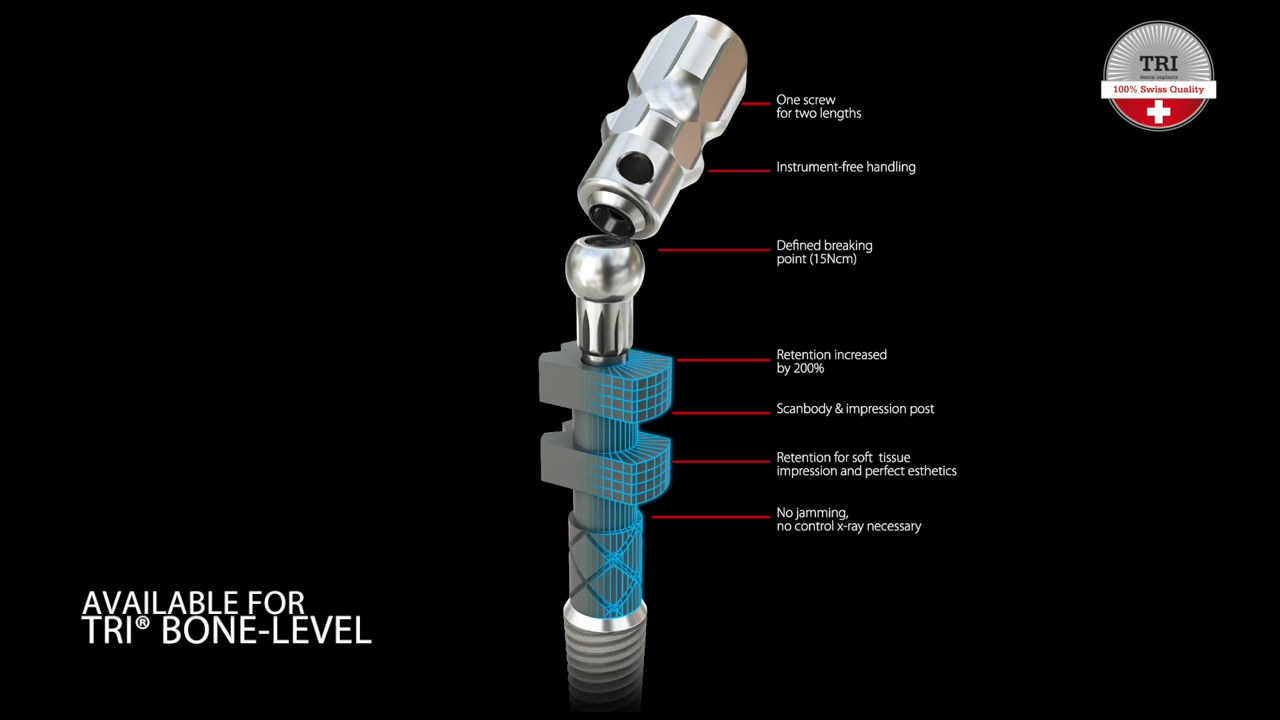 TRI
dental implants
100% Swiss Quality
One screw
for two lengths
Instrument-free handling
Defined breaking
point (15Ncm)
Retention increased
by 200%
Scanbody & impression post
Retention for soft tissue
impression and perfect esthetics
No jamming,
no control x-ray necessary
AVAILABLE FOR
TRI® BONE-LEVEL